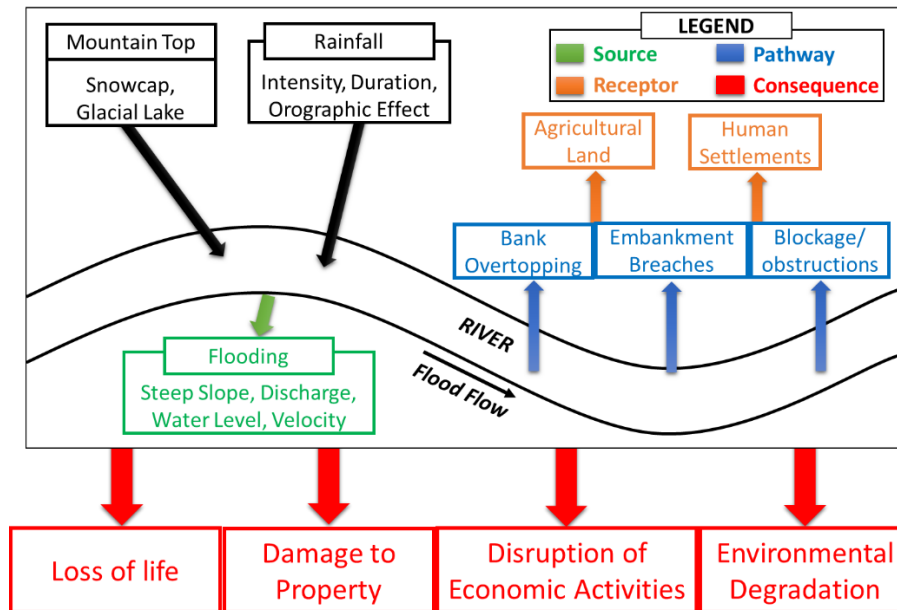 Mountain Top
Snowcap,
Glacial Lake
Rainfall
Intensity, Duration,
Orographic Effect
LEGEND
Source
Pathway
Receptor
Consequence
Agricultural
Land
Human
Settlements
Bank
Overtopping
Embankment
Breaches
Blockage/
obstructions
RIVER
Flood Flow
Flooding
Steep Slope, Discharge,
Water Level, Velocity
Loss of life
Damage to
Property
Disruption of
Economic Activities
Environmental
Degradation